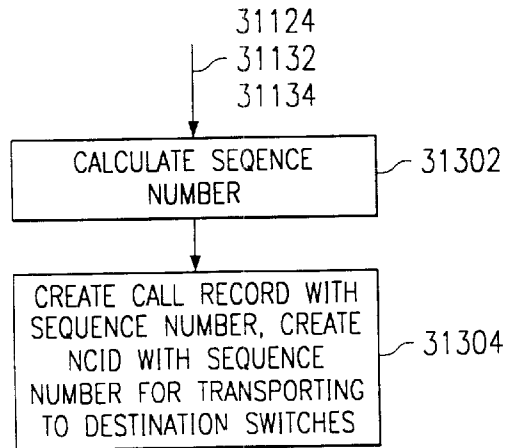 31124
31132
31134
CALCULATE SEQENCE
NUMBER
31302
CREATE CALL RECORD WITH
SEQUENCE NUMBER, CREATE
NCID WITH SEQUENCE
NUMBER FOR TRANSPORTING
TO DESTINATION SWITCHES
31304